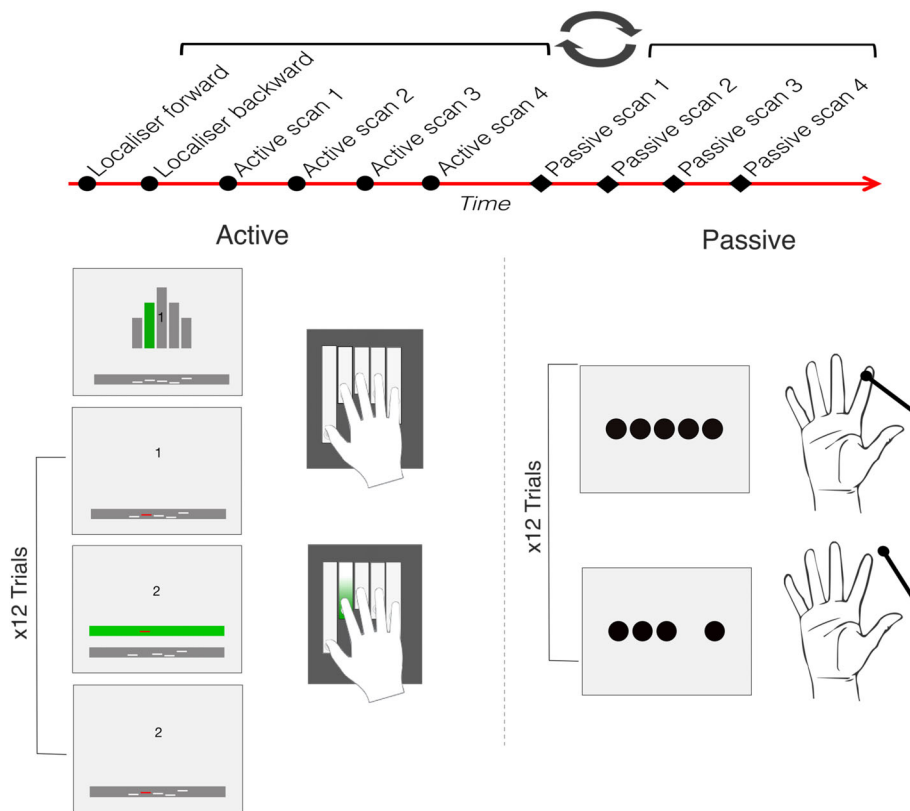 Localiser forward
Localiser backward
Active scan 1
Active scan 2
Active scan 3
Active scan 4
Passive scan 1
Passive scan 2
Passive scan 3
Passive scan 4
Time
Active
Passive
1
1
2
2
x12 Trials
x12 Trials